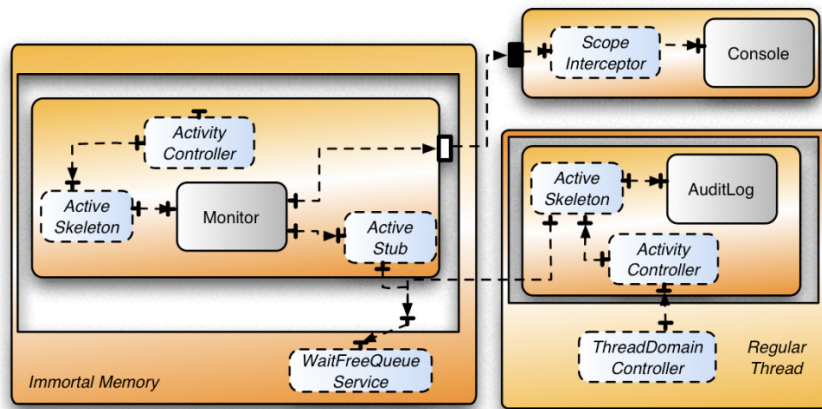 Scope
Interceptor
Console
Activity
Controller
Active
Skeleton
Monitor
Active
Stub
Active
Skeleton
AuditLog
Activity
Controller
WaitFreeQueue
Service
ThreadDomain
Controller
Regular
Thread
Immortal Memory